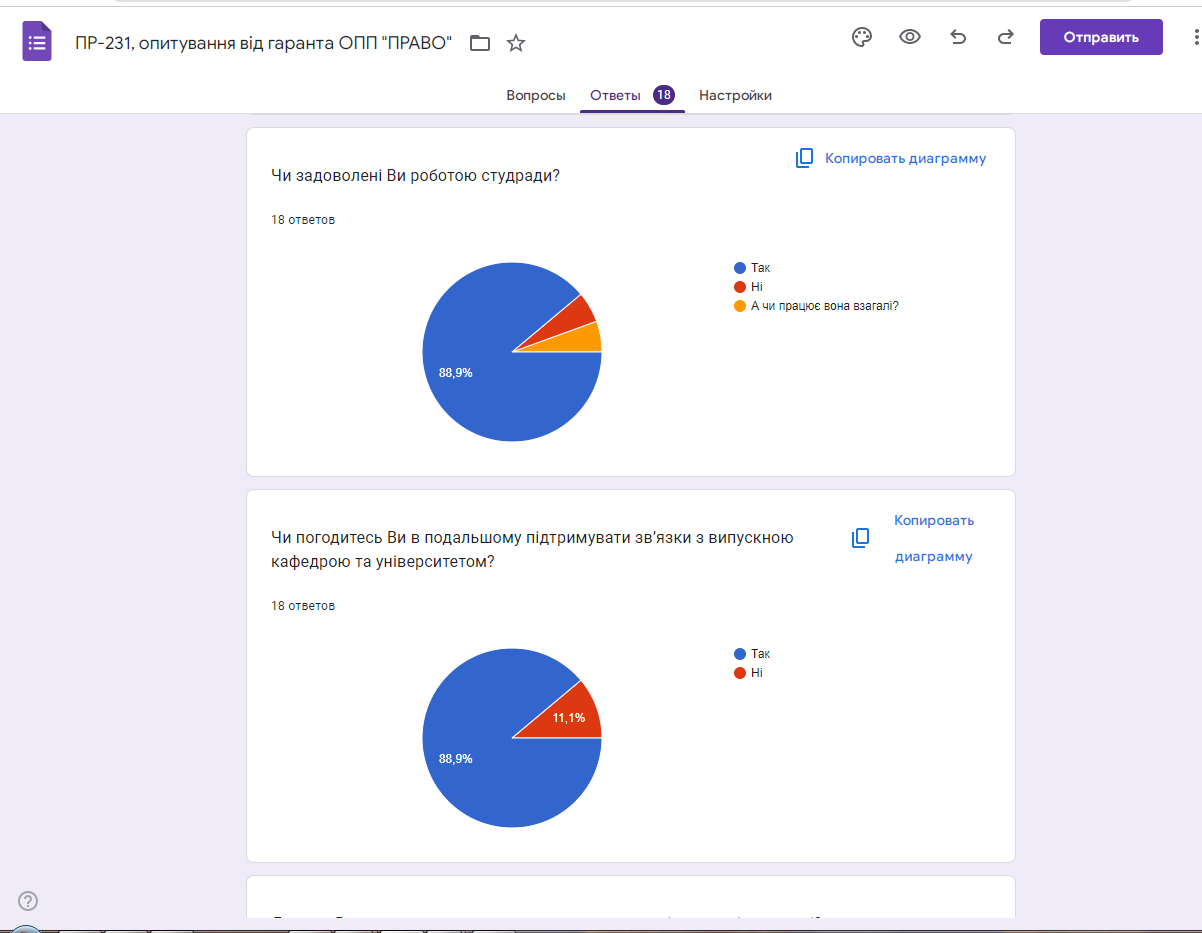 ПР-231, опитування від гаранта ОПП "ПРАВО"
Отправить
Вопросы
Ответы 18
Настройки
Копировать диаграмму
Чи задоволені Ви роботою студради?
18 ответов
Так
Ні
А чи працює вона взагалі?
88,9%
Копировать
диаграмму
Чи погодитесь Ви в подальшому підтримувати зв’язки з випускною
кафедрою та університетом?
18 ответов
Так
Ні
11,1%
88,9%